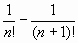 1/n! - 1/(n + 1)!